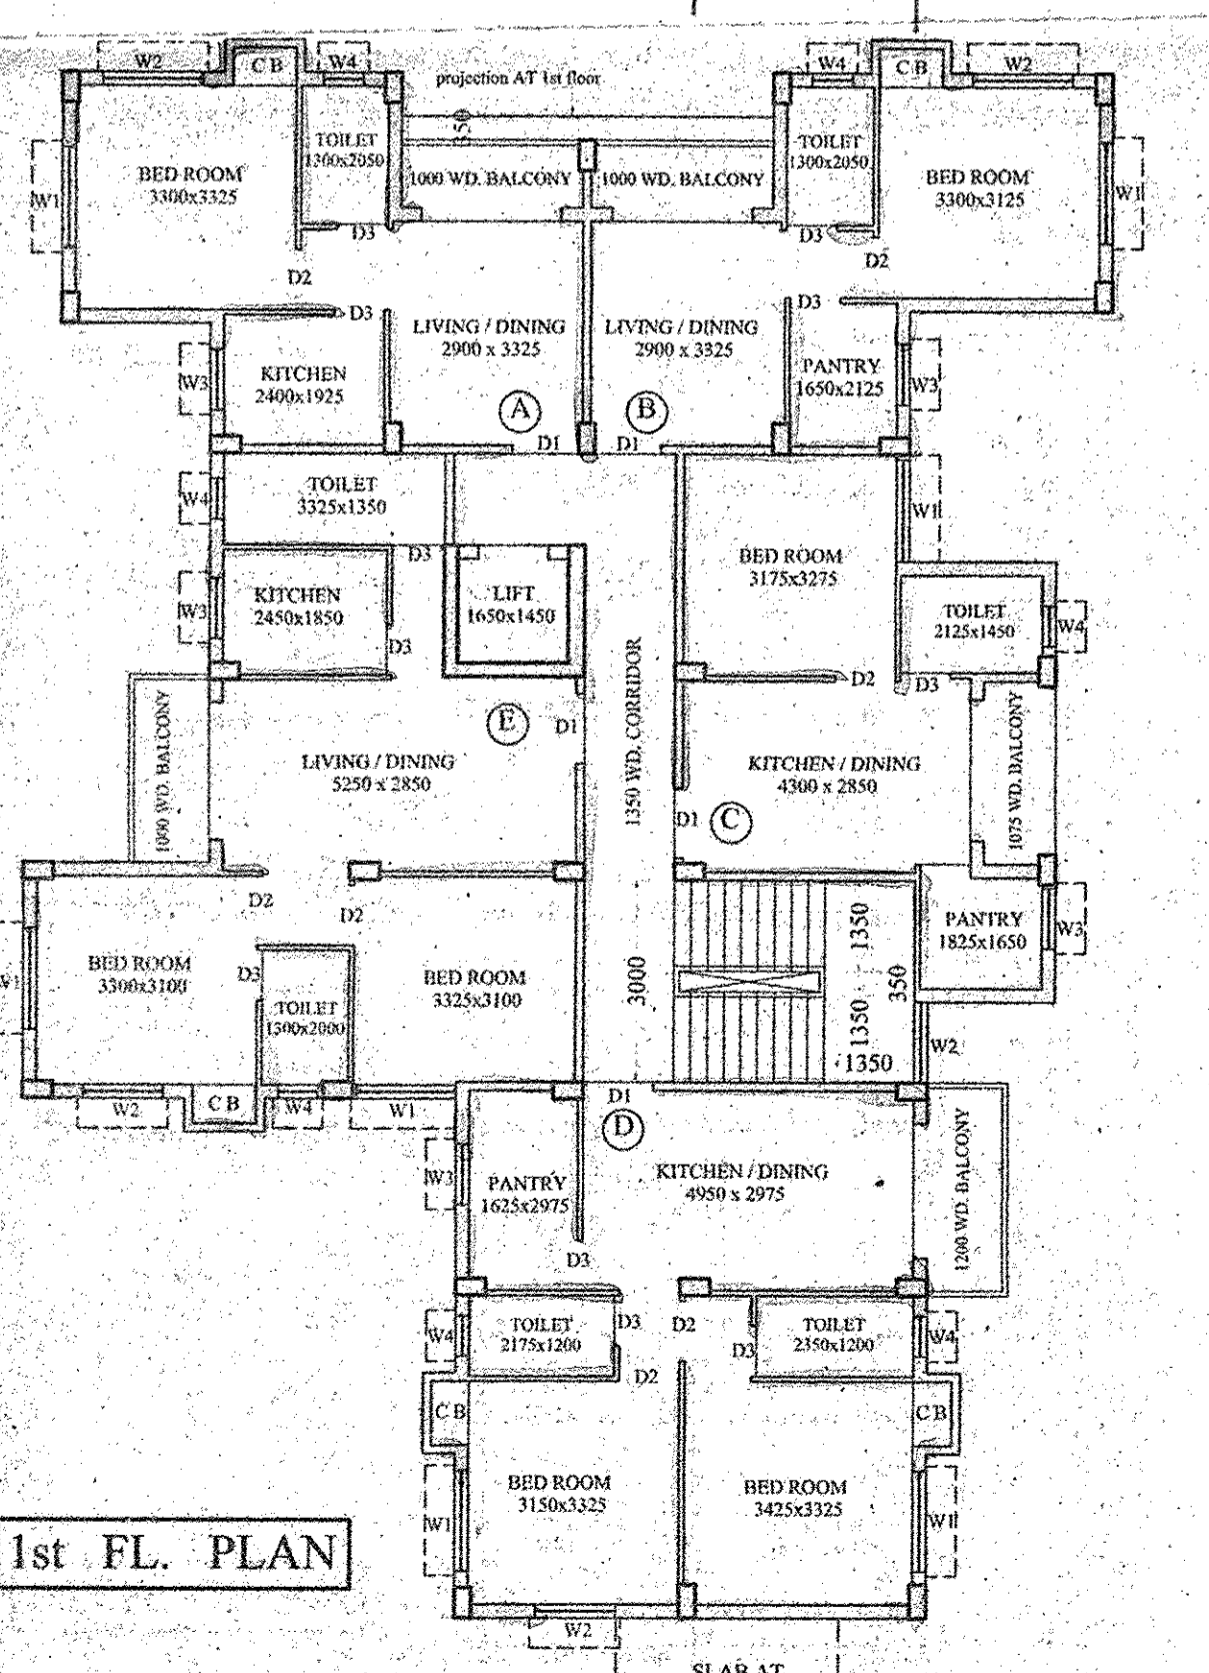 W2
C B
W4
projection AT 1st floor
W4
C B
W2
350
TOILET
1300x2050
BED ROOM
3300x3325
W1
1000 WD. BALCONY
1000 WD. BALCONY
TOILET
1300x2050
BED ROOM
3300x3125
W1
D3
D2
D3
D3
D2
D3
LIVING / DINING
2900 x 3325
LIVING / DINING
2900 x 3325
KITCHEN
2400x1925
W3
PANTRY
1650x2125
W3
A
B
D1
D1
TOILET
3325x1350
W4
D3
W1
BED ROOM
3175x3275
KITCHEN
2450x1850
W3
D3
LIFT
1650x1450
TOILET
2125x1450
W4
D2
D3
1350 WD. CORRIDOR
E
D1
1000 WD. BALCONY
LIVING / DINING
5250 x 2850
KITCHEN / DINING
4300 x 2850
1075 WD. BALCONY
D1
C
D2
D2
BED ROOM
3300x3100
W1
D3
TOILET
1300x2000
BED ROOM
3325x3100
3000
1350
1350
350
1350
PANTRY
1825x1650
W3
W2
W2
C B
W4
W1
D1
D
W3
PANTRY
1625x2975
KITCHEN / DINING
4950 x 2975
1200 WD. BALCONY
D3
W4
TOILET
2175x1200
D3
D2
D3
TOILET
2350x1200
W4
D2
C B
C B
BED ROOM
3150x3325
BED ROOM
3425x3325
W1
W1
W2
1st FL. PLAN
SLAB AT